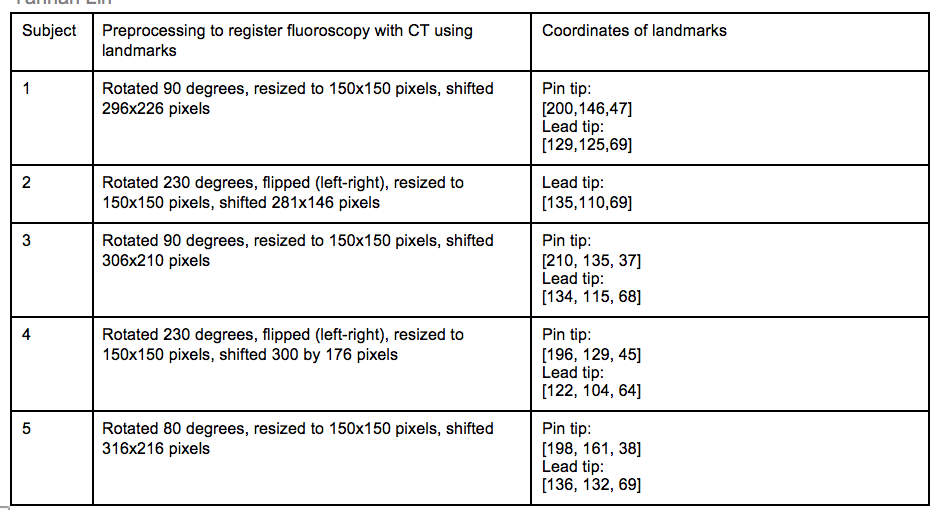 Subject
Preprocessing to register fluoroscopy with CT using
landmarks
Coordinates of landmarks
1
Rotated 90 degrees, resized to 150x150 pixels, shifted
296x226 pixels
Pin tip:
[200,146,47]
Lead tip:
[129,125,69]
2
Rotated 230 degrees, flipped (left-right), resized to
150x150 pixels, shifted 281x146 pixels
Lead tip:
[135,110,69]
3
Rotated 90 degrees, resized to 150x150 pixels, shifted
306x210 pixels
Pin tip:
[210, 135, 37]
Lead tip:
[134, 115, 68]
4
Rotated 230 degrees, flipped (left-right), resized to
150x150 pixels, shifted 300 by 176 pixels
Pin tip:
[196, 129, 45]
Lead tip:
[122, 104, 64]
5
Rotated 80 degrees, resized to 150x150 pixels, shifted
316x216 pixels
Pin tip:
[198, 161, 38]
Lead tip:
[136, 132, 69]